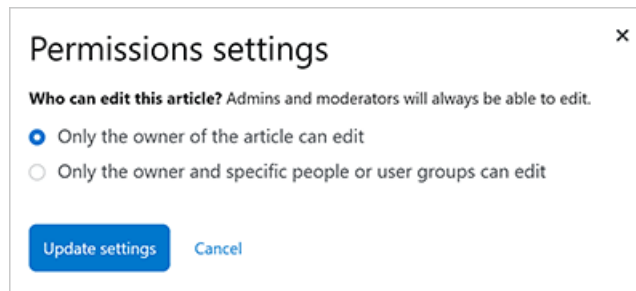 Permissions settings
Who can edit this article? Admins and moderators will always be able to edit.
Only the owner of the article can edit
Only the owner and specific people or user groups can edit
Update settings Cancel